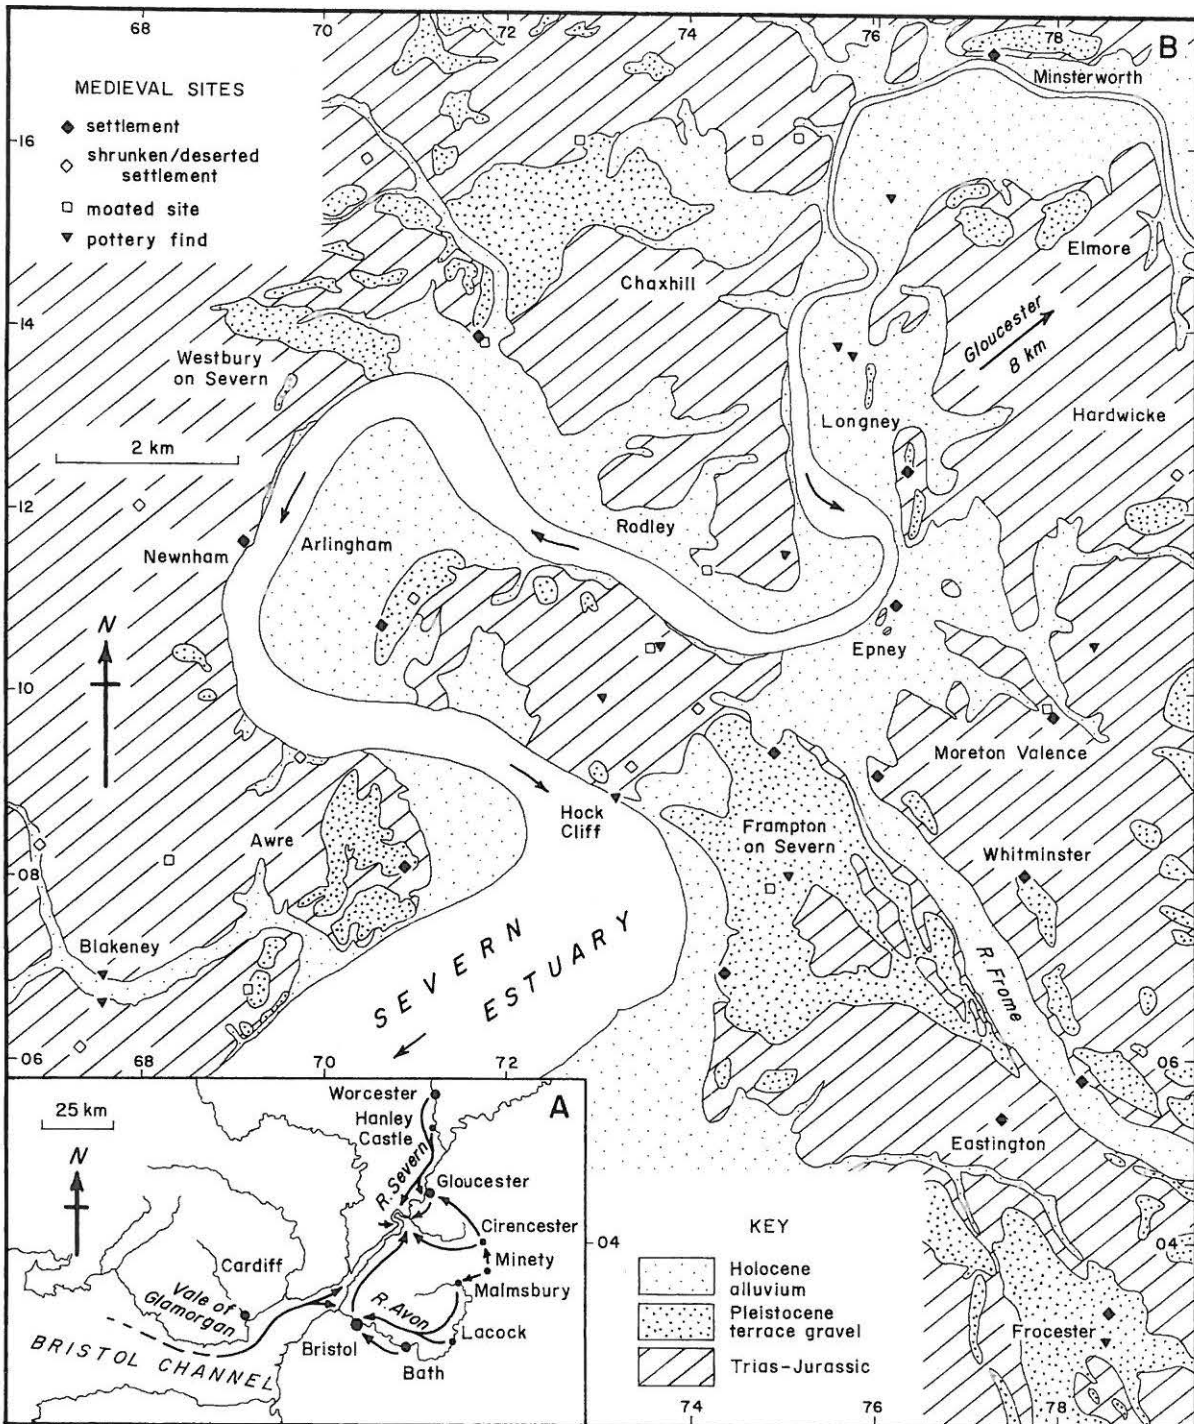 68
70
72
74
76
78
B
MEDIEVAL SITES
settlement
shrunken/deserted
settlement
moated site
pottery find
16
14
12
10
08
06
Minsterworth
Elmore
Chaxhill
Gloucester
8 km
Westbury
on Severn
Longney
Hardwicke
2 km
Rodley
Newnham
Arlingham
N
Epney
Moreton Valence
Hock
Cliff
Frampton
on Severn
Awre
Whitminster
Blakeney
SEVERN
ESTUARY
R. Frome
68
70
72
06
Eastington
04
04
Frocester
74
76
78
A
25 km
N
Worcester
Hanley
Castle
R. Severn
Gloucester
Cirencester
Minety
Malmsbury
Cardiff
Vale of
Glamorgan
R. Avon
Lacock
Bristol
Bath
BRISTOL CHANNEL
KEY
Holocene
alluvium
Pleistocene
terrace gravel
Trias-Jurassic